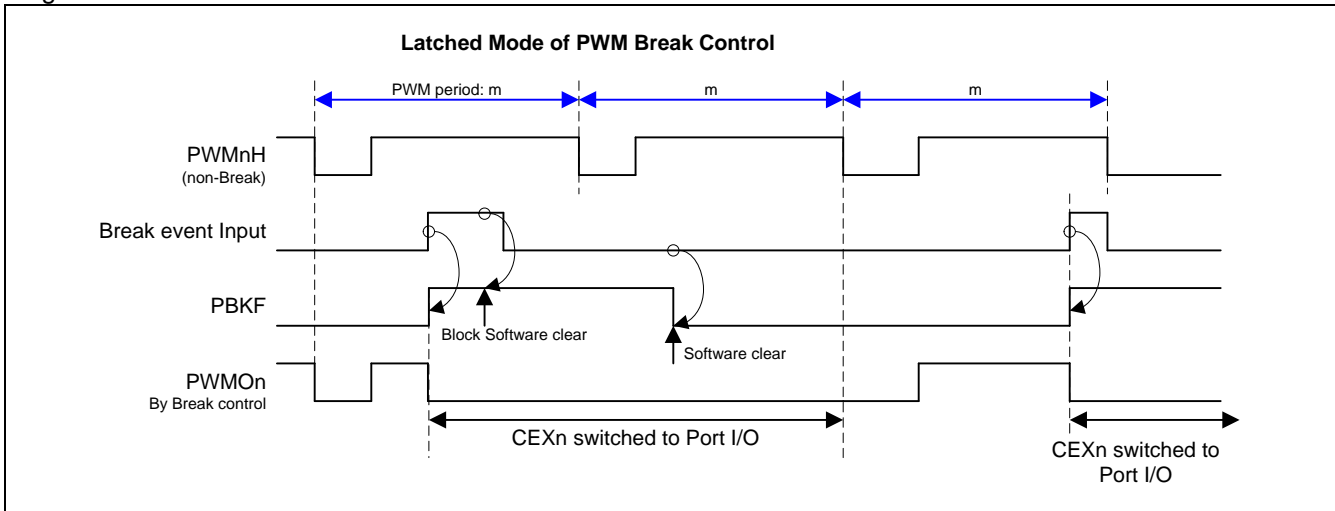 Latched Mode of PWM Break Control
PWM period: m
m
m
PWMnH
(non-Break)
Break event Input
PBKF
Block Software clear
Software clear
PWMOn
By Break control
CEXn switched to Port I/O
CEXn switched to
Port I/O